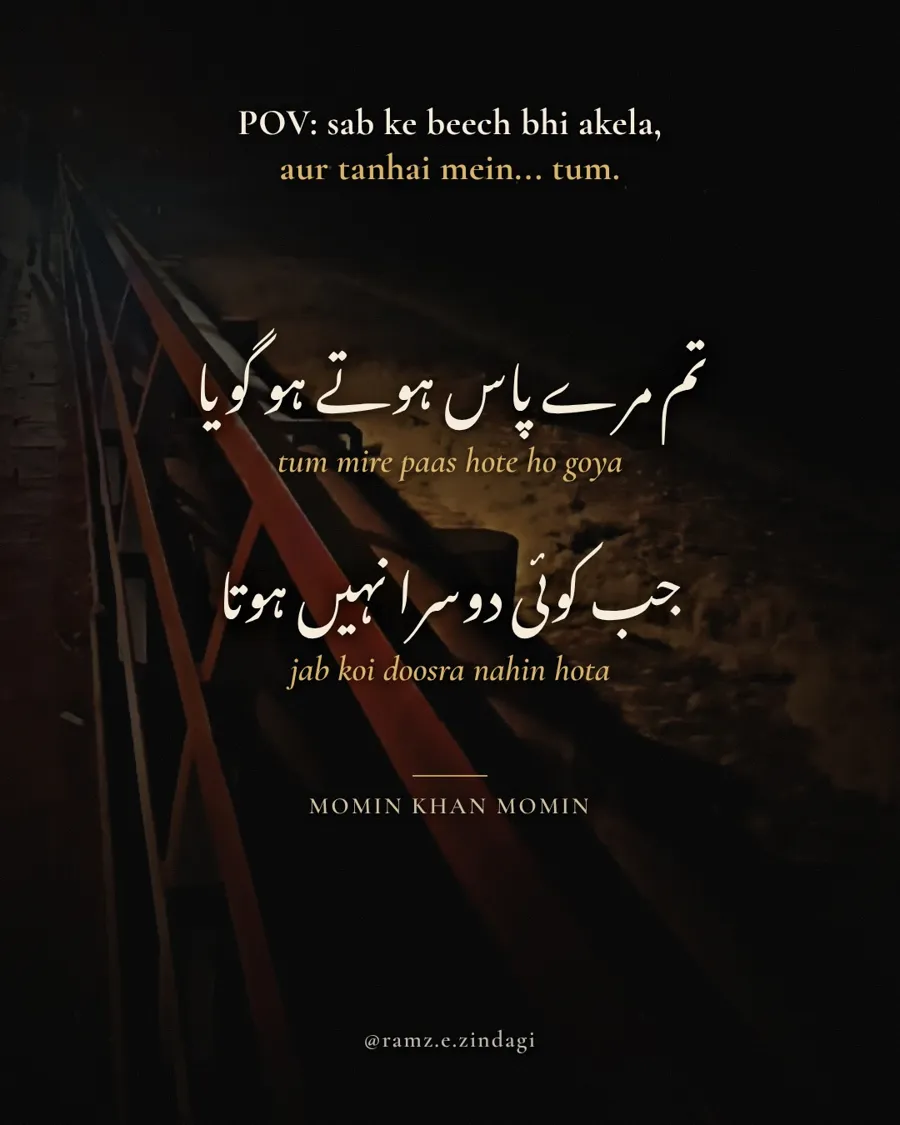 POV: sab ke beech bhi akela,
aur tanhai mein... tum.
تم مرے پاس ہوتے ہو گویا
tum mire paas hote ho goya
جب کوئی دوسرا نہیں ہوتا
jab koi doosra nahin hota
MOMIN KHAN MOMIN
@ramz.e.zindagi